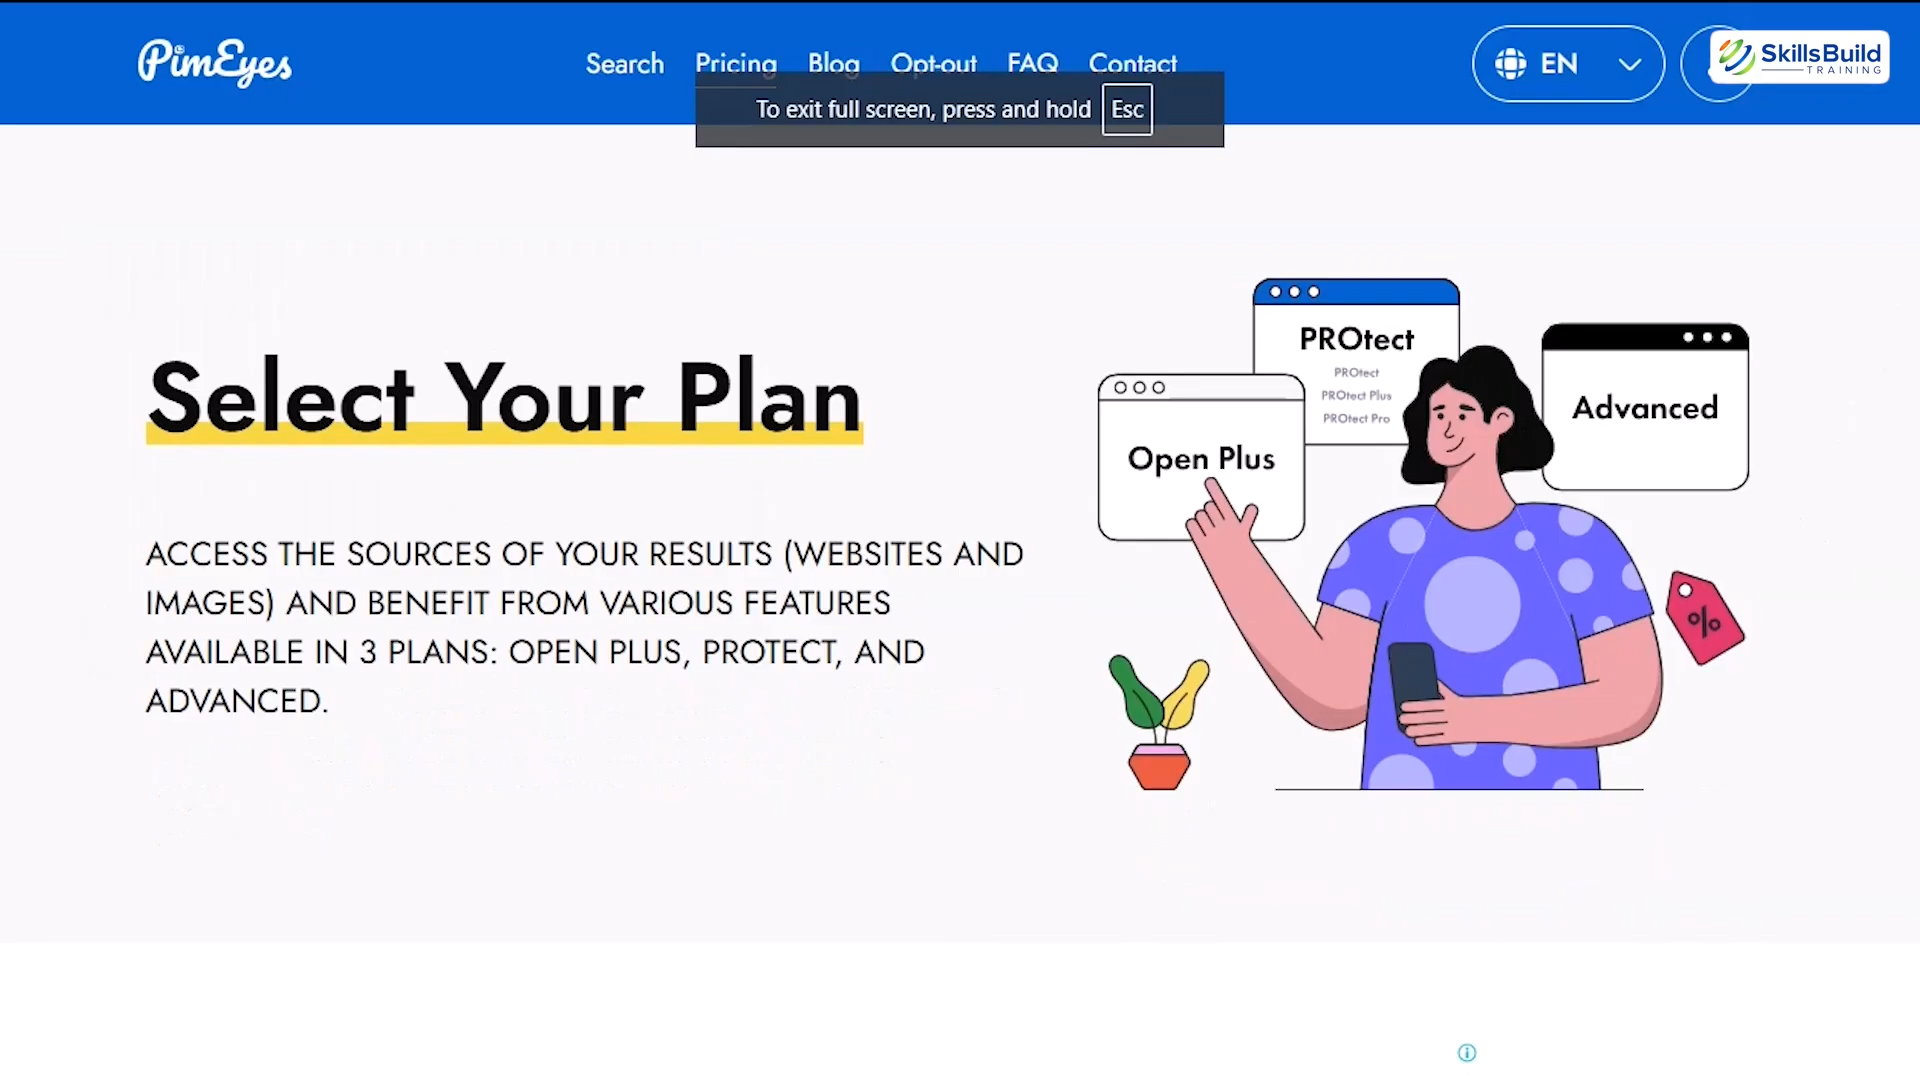 PimEyes
Search Pricing Blog Opt-out FAQ Contact
EN
SkillsBuild
TRAINING
To exit full screen, press and hold Esc
Select Your Plan
ACCESS THE SOURCES OF YOUR RESULTS (WEBSITES AND
IMAGES) AND BENEFIT FROM VARIOUS FEATURES
AVAILABLE IN 3 PLANS: OPEN PLUS, PROTECT, AND
ADVANCED.
PROtect
PROtect
PROtect Plus
PROtect Pro
Open Plus
Advanced
%